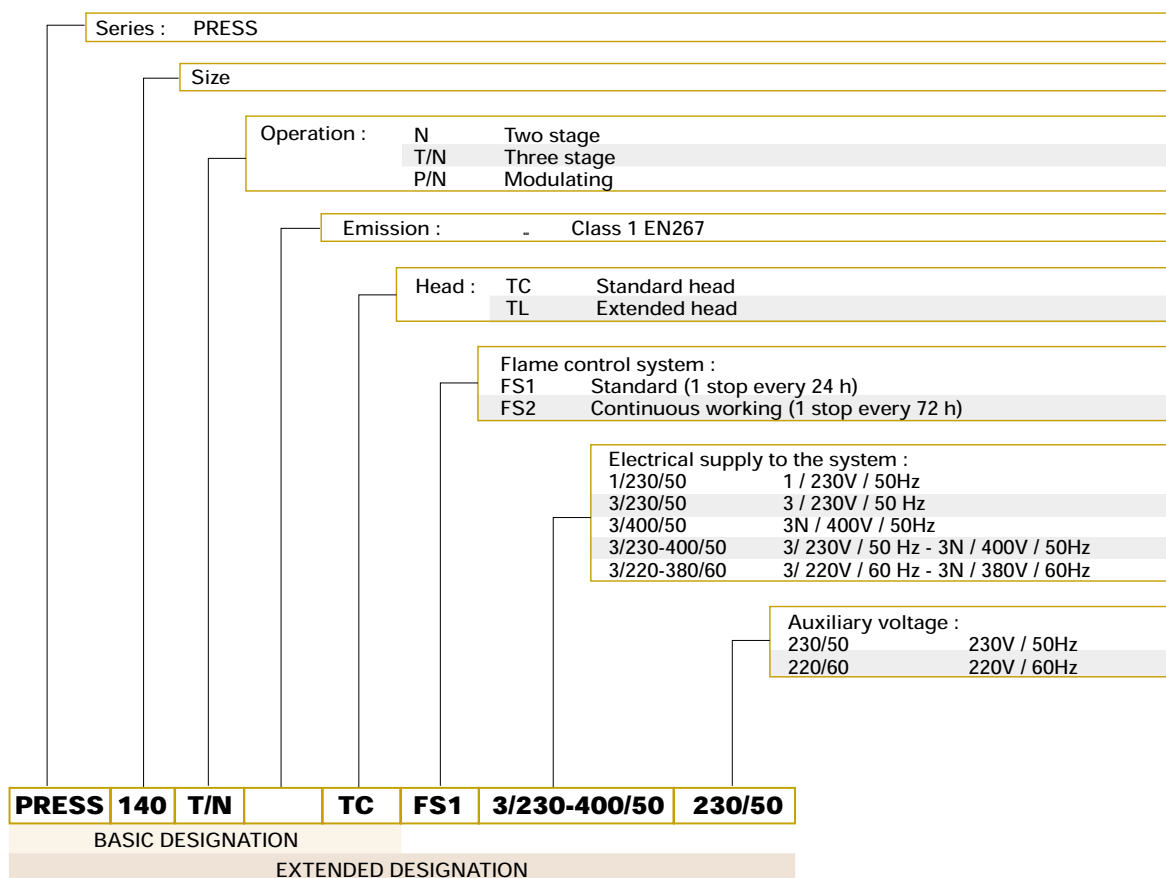 Series : PRESS
Size
Operation : N Two stage
T/N Three stage
P/N Modulating
Emission : - Class 1 EN267
Head : TC Standard head
TL Extended head
Flame control system :
FS1 Standard (1 stop every 24 h)
FS2 Continuous working (1 stop every 72 h)
Electrical supply to the system :
1/230/50 1 / 230V / 50Hz
3/230/50 3 / 230V / 50 Hz
3/400/50 3N / 400V / 50Hz
3/230-400/50 3/ 230V / 50 Hz - 3N / 400V / 50Hz
3/220-380/60 3/ 220V / 60 Hz - 3N / 380V / 60Hz
Auxiliary voltage :
230/50 230V / 50Hz
220/60 220V / 60Hz
PRESS 140 T/N TC FS1 3/230-400/50 230/50
BASIC DESIGNATION
EXTENDED DESIGNATION